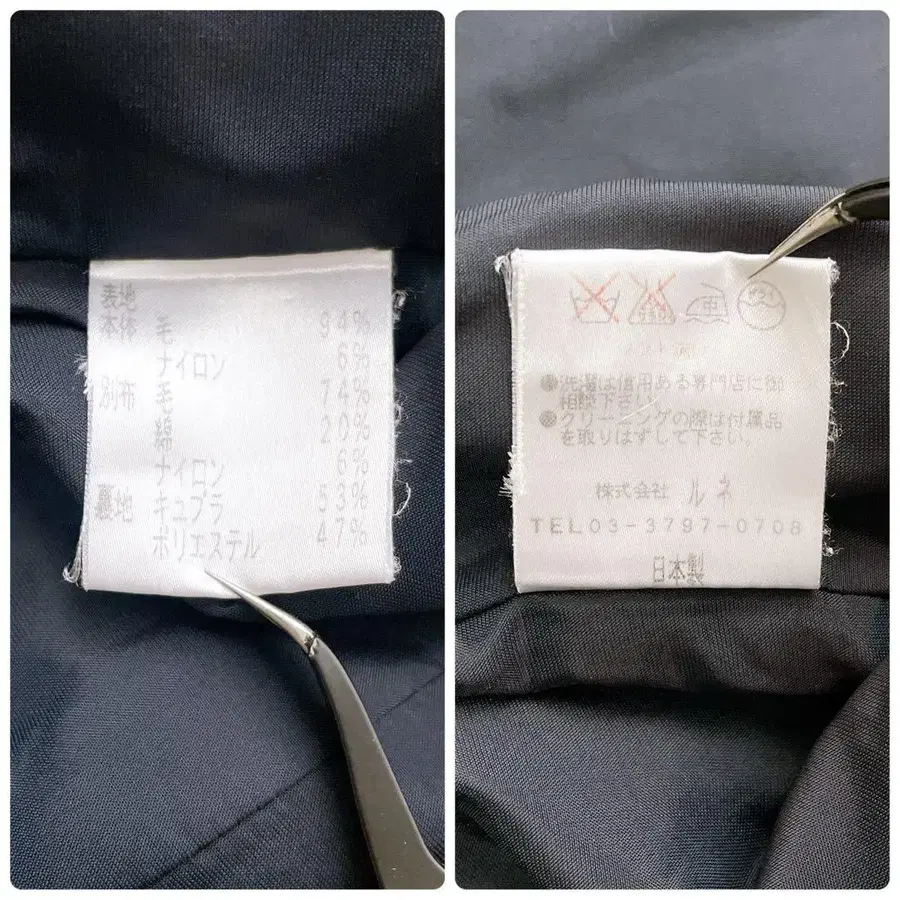 表地
本体 毛 94%
ナイロン 6%
別布 毛 74%
絹 20%
ナイロン 6%
裏地 キュプラ 53%
ポリエステル 47%
中
●洗濯は信用ある専門店に御
相談下さい。
●クリーニングの際は付属品
を取りはずして下さい。
株式会社 ルネ
TEL03-3797-0708
日本製